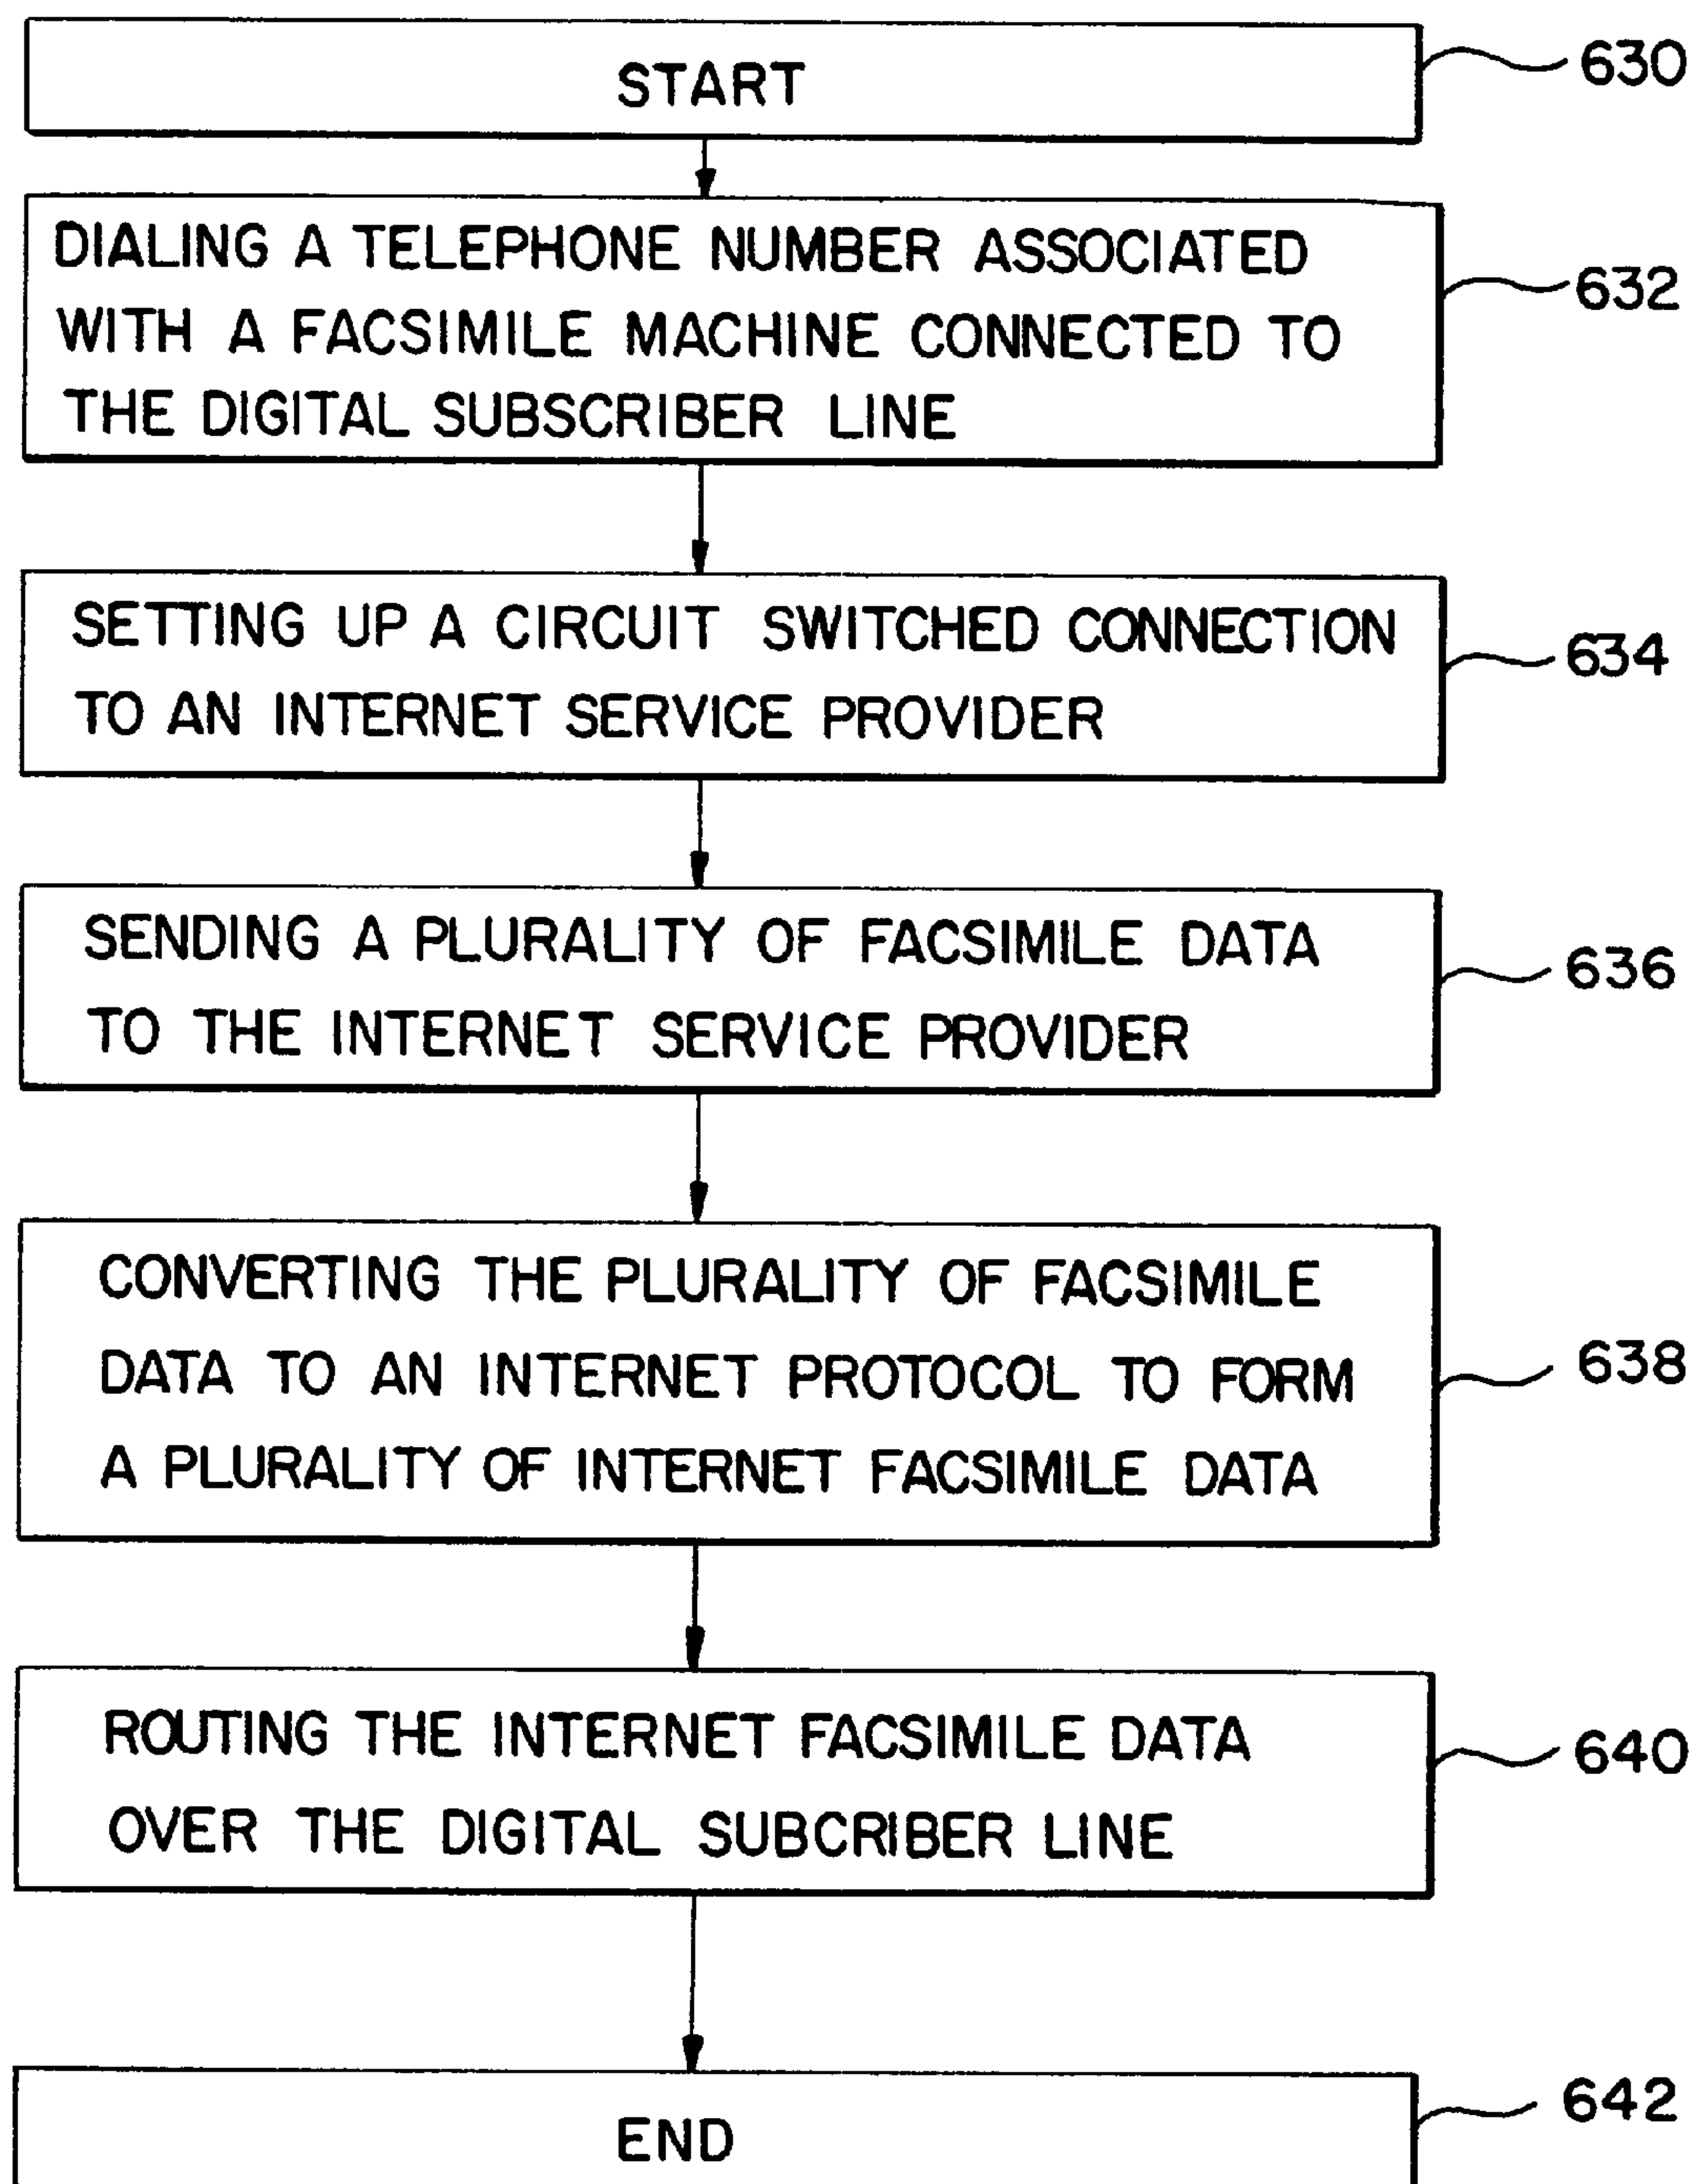 START
630
DIALING A TELEPHONE NUMBER ASSOCIATED
WITH A FACSIMILE MACHINE CONNECTED TO
THE DIGITAL SUBSCRIBER LINE
632
SETTING UP A CIRCUIT SWITCHED CONNECTION
TO AN INTERNET SERVICE PROVIDER
634
SENDING A PLURALITY OF FACSIMILE DATA
TO THE INTERNET SERVICE PROVIDER
636
CONVERTING THE PLURALITY OF FACSIMILE
DATA TO AN INTERNET PROTOCOL TO FORM
A PLURALITY OF INTERNET FACSIMILE DATA
638
ROUTING THE INTERNET FACSIMILE DATA
OVER THE DIGITAL SUBCRIBER LINE
640
END
642